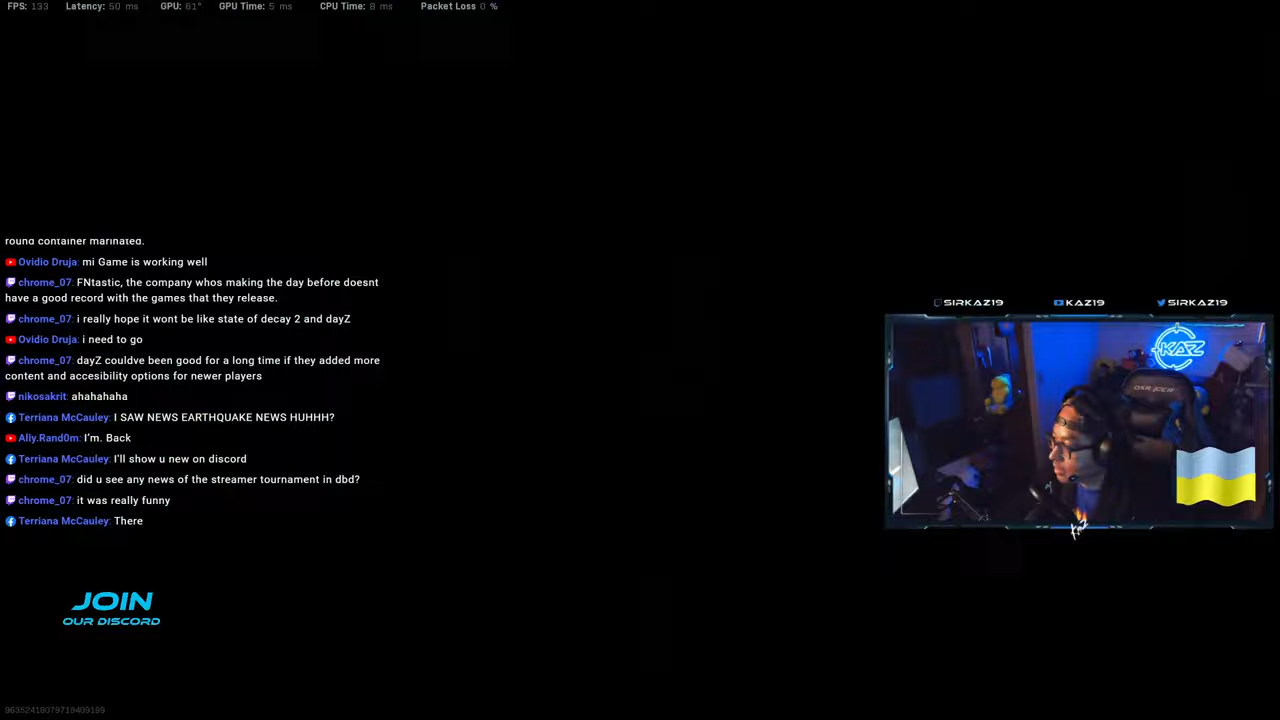 FPS: 133 Latency: 50 ms GPU: 61° GPU Time: 5 ms CPU Time: 8 ms Packet Loss 0 %
round container marinated.
Ovidio Druja: mi Game is working well
chrome_07: FNtastic, the company whos making the day before doesnt
have a good record with the games that they release.
chrome_07: i really hope it wont be like state of decay 2 and dayZ
Ovidio Druja: i need to go
chrome_07: dayZ couldve been good for a long time if they added more
content and accesibility options for newer players
nikosakrit: ahahahaha
Terriana McCauley: I SAW NEWS EARTHQUAKE NEWS HUHHH?
Aliy.Rand0m: I'm. Back
Terriana McCauley: I'll show u new on discord
chrome_07: did u see any news of the streamer tournament in dbd?
chrome_07: it was really funny
Terriana McCauley: There
SIRKAZ19 KAZ19 SIRKAZ19
KAZ
Kaz
JOIN
OUR DISCORD